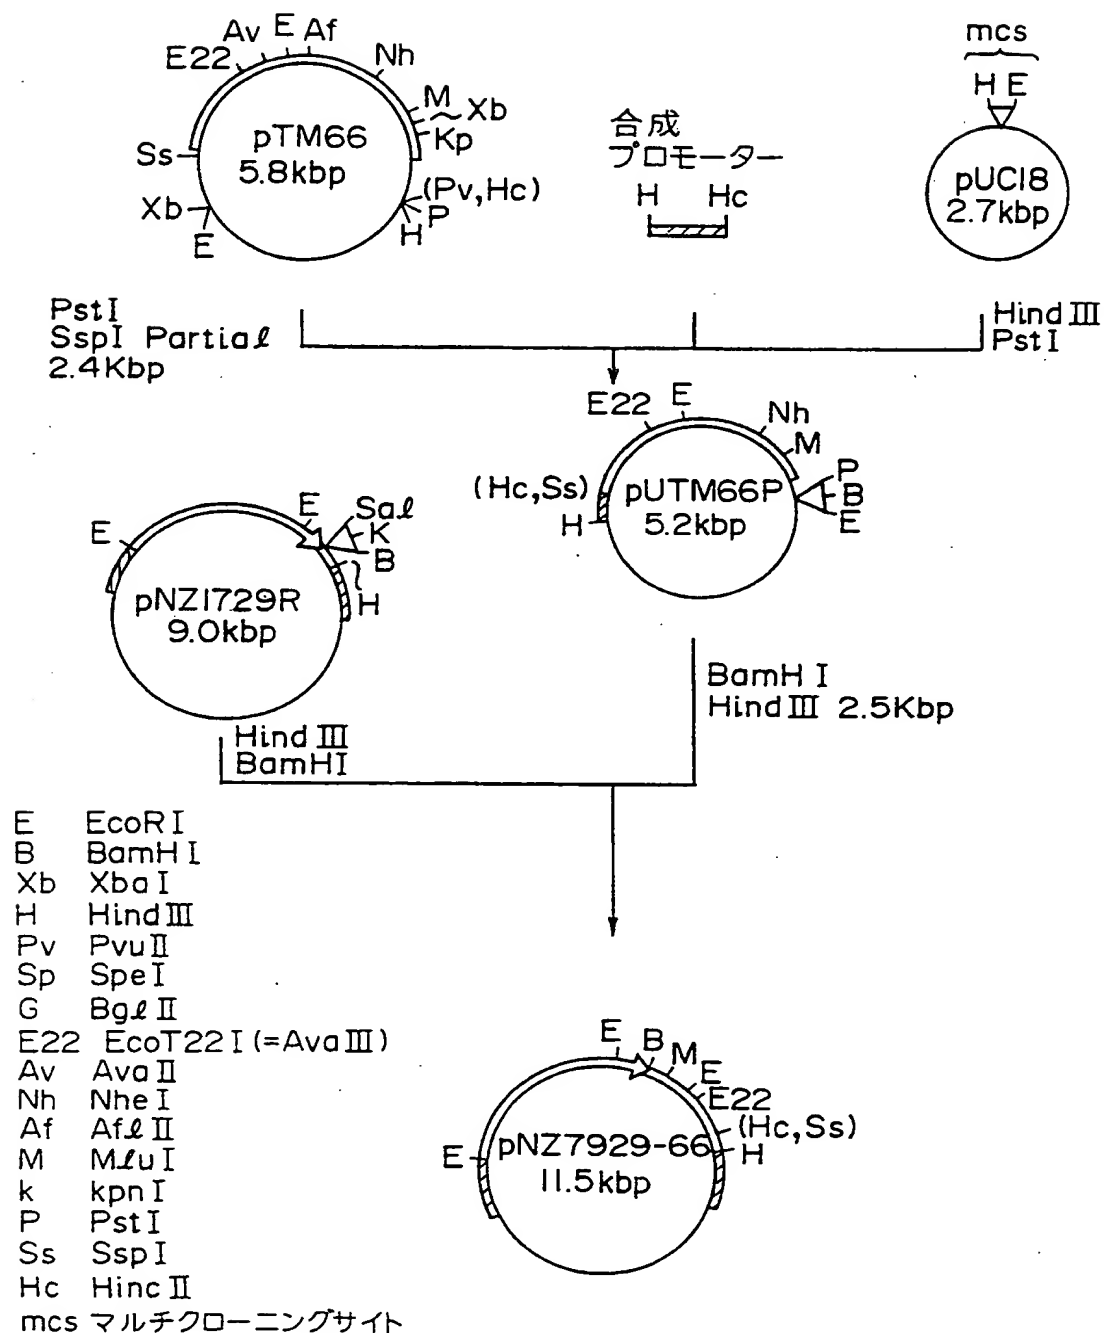 E22 Av E Af
Nh
M
Xb
Kp
(Pv,Hc)
P
H
E
Xb
Ss
pTM66
5.8kbp
合成
プロモーター
H Hc
mcs
H E
pUC18
2.7kbp
PstI
SspI Partial
2.4Kbp
Hind III
PstI
E22 E
Nh
M
P
B
E
(Hc,Ss)
H
pUTM66P
5.2kbp
E
E
Sal
K
B
H
pNZ1729R
9.0kbp
Hind III
BamHI
BamH I
Hind III 2.5Kbp
E EcoR I
B BamH I
Xb Xba I
H Hind III
Pv Pvu II
Sp Spe I
G Bgl II
E22 EcoT22 I (=Ava III)
Av Ava II
Nh Nhe I
Af Afl II
M Mlu I
k kpn I
P Pst I
Ss Ssp I
Hc Hinc II
mcs マルチクローニングサイト
E B
M
E
E22
(Hc,Ss)
H
E
pNZ7929-66
11.5kbp